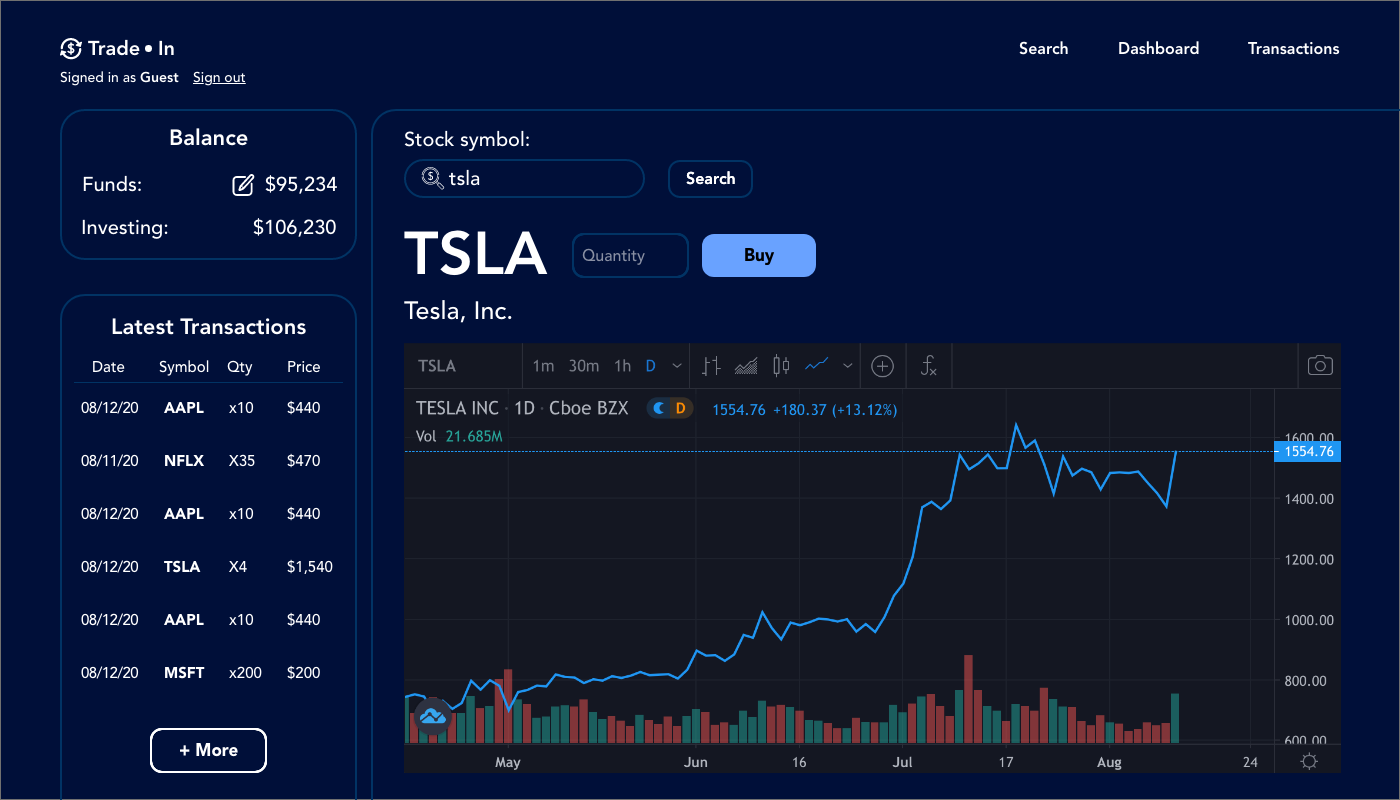 Trade • In
Search Dashboard Transactions
Signed in as Guest Sign out
Balance
Funds: $95,234
Investing: $106,230
Latest Transactions
Date Symbol Qty Price
08/12/20 AAPL x10 $440
08/11/20 NFLX X35 $470
08/12/20 AAPL x10 $440
08/12/20 TSLA X4 $1,540
08/12/20 AAPL x10 $440
08/12/20 MSFT x200 $200
+ More
Stock symbol:
tsla Search
TSLA Quantity Buy
Tesla, Inc.
TSLA 1m 30m 1h D
TESLA INC · 1D · Cboe BZX D 1554.76 +180.37 (+13.12%)
Vol 21.685M
1600.00
1554.76
1400.00
1200.00
1000.00
800.00
600.00
May Jun 16 Jul 17 Aug 24